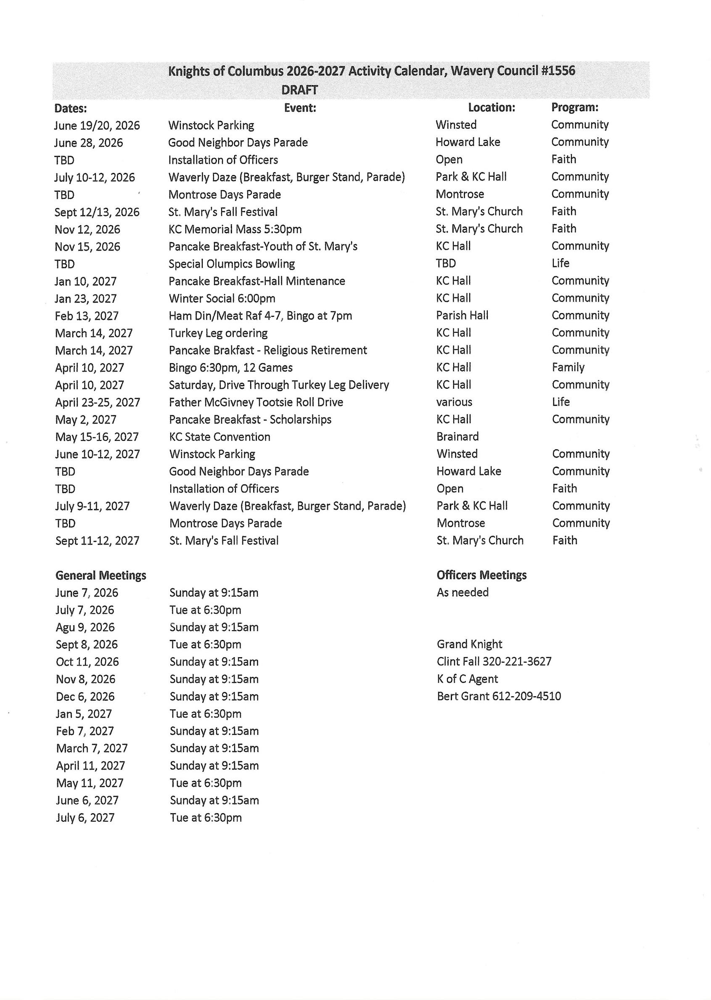 Knights of Columbus 2026-2027 Activity Calendar, Wavery Council #1556
DRAFT
Dates: Event: Location: Program:
June 19/20, 2026 Winstock Parking Winsted Community
June 28, 2026 Good Neighbor Days Parade Howard Lake Community
TBD Installation of Officers Open Faith
July 10-12, 2026 Waverly Daze (Breakfast, Burger Stand, Parade) Park & KC Hall Community
TBD Montrose Days Parade Montrose Community
Sept 12/13, 2026 St. Mary's Fall Festival St. Mary's Church Faith
Nov 12, 2026 KC Memorial Mass 5:30pm St. Mary's Church Faith
Nov 15, 2026 Pancake Breakfast-Youth of St. Mary's KC Hall Community
TBD Special Olumpics Bowling TBD Life
Jan 10, 2027 Pancake Breakfast-Hall Mintenance KC Hall Community
Jan 23, 2027 Winter Social 6:00pm KC Hall Community
Feb 13, 2027 Ham Din/Meat Raf 4-7, Bingo at 7pm Parish Hall Community
March 14, 2027 Turkey Leg ordering KC Hall Community
March 14, 2027 Pancake Brakfast - Religious Retirement KC Hall Community
April 10, 2027 Bingo 6:30pm, 12 Games KC Hall Family
April 10, 2027 Saturday, Drive Through Turkey Leg Delivery KC Hall Community
April 23-25, 2027 Father McGivney Tootsie Roll Drive various Life
May 2, 2027 Pancake Breakfast - Scholarships KC Hall Community
May 15-16, 2027 KC State Convention Brainard
June 10-12, 2027 Winstock Parking Winsted Community
TBD Good Neighbor Days Parade Howard Lake Community
TBD Installation of Officers Open Faith
July 9-11, 2027 Waverly Daze (Breakfast, Burger Stand, Parade) Park & KC Hall Community
TBD Montrose Days Parade Montrose Community
Sept 11-12, 2027 St. Mary's Fall Festival St. Mary's Church Faith
General Meetings Officers Meetings
June 7, 2026 Sunday at 9:15am As needed
July 7, 2026 Tue at 6:30pm
Agu 9, 2026 Sunday at 9:15am
Sept 8, 2026 Tue at 6:30pm Grand Knight
Oct 11, 2026 Sunday at 9:15am Clint Fall 320-221-3627
Nov 8, 2026 Sunday at 9:15am K of C Agent
Dec 6, 2026 Sunday at 9:15am Bert Grant 612-209-4510
Jan 5, 2027 Tue at 6:30pm
Feb 7, 2027 Sunday at 9:15am
March 7, 2027 Sunday at 9:15am
April 11, 2027 Sunday at 9:15am
May 11, 2027 Tue at 6:30pm
June 6, 2027 Sunday at 9:15am
July 6, 2027 Tue at 6:30pm